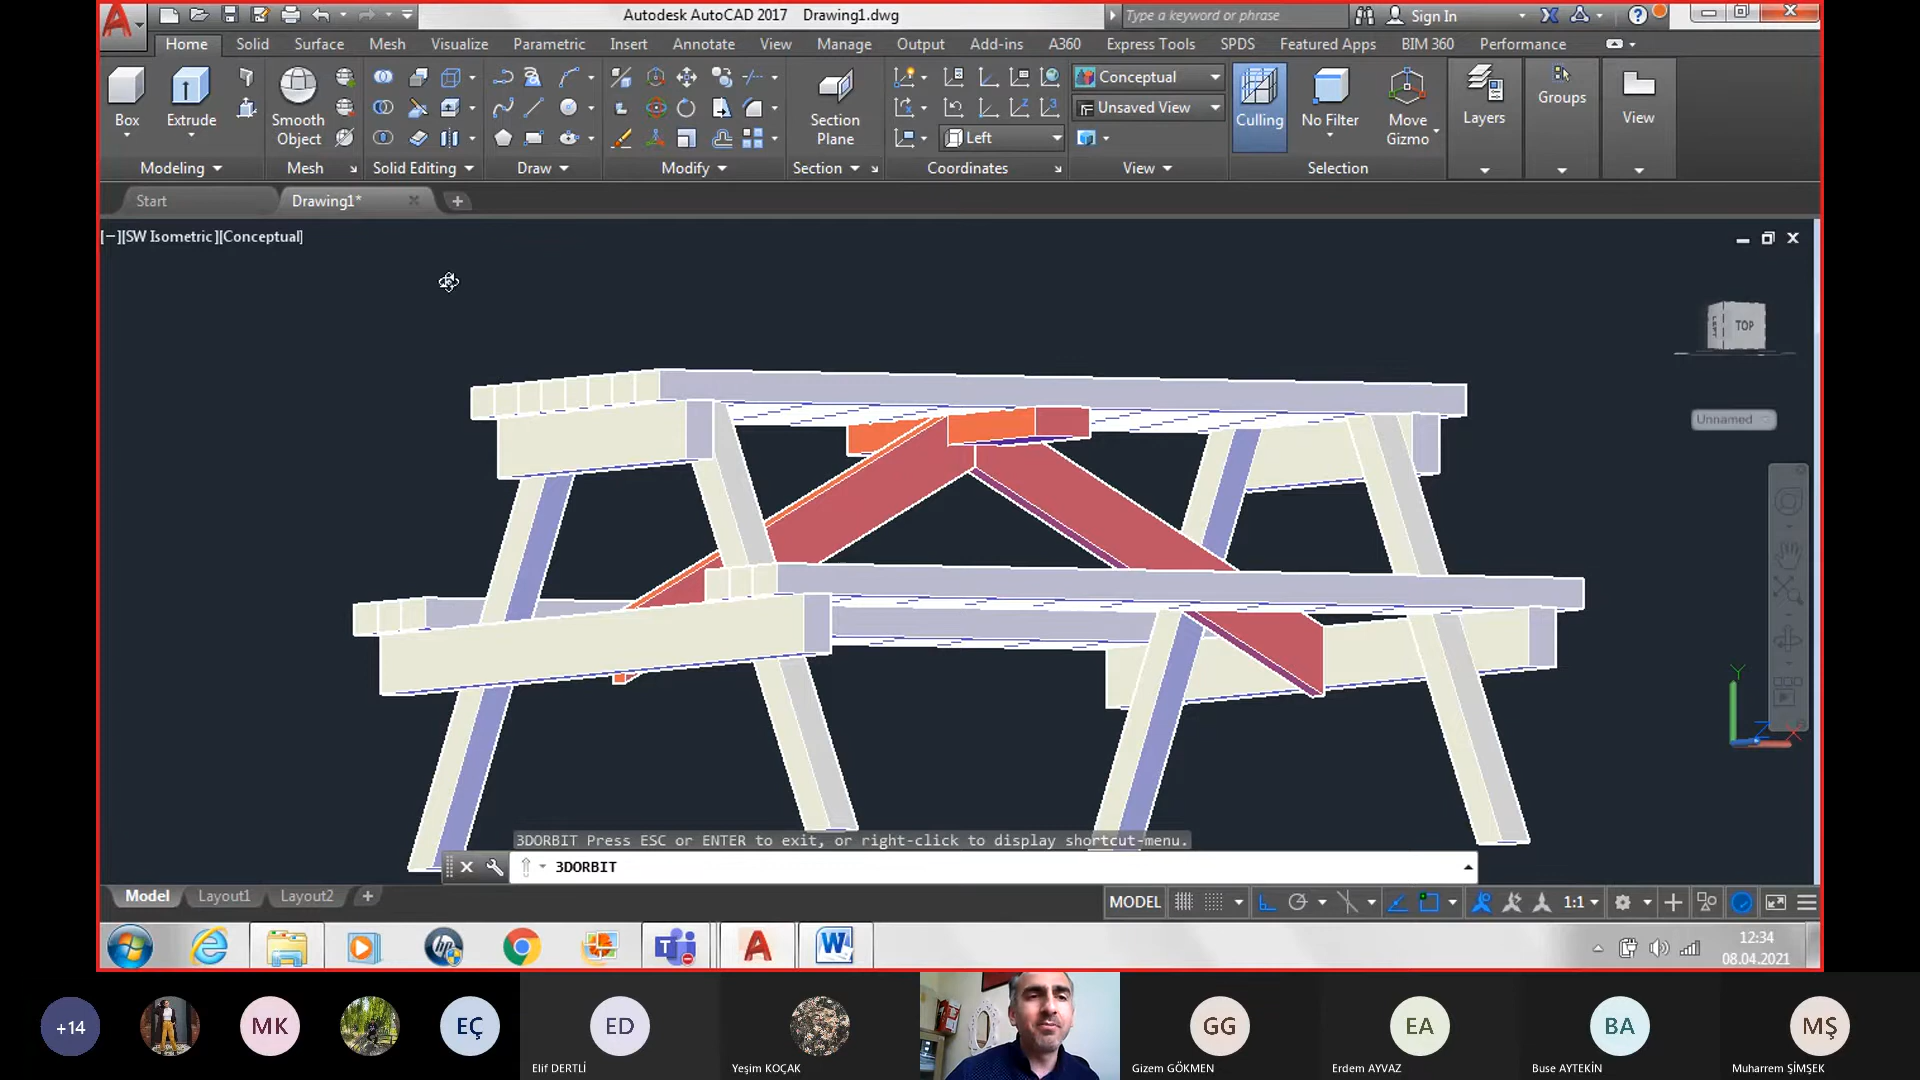 Autodesk AutoCAD 2017 Drawing1.dwg
Type a keyword or phrase
Sign In
Home Solid Surface Mesh Visualize Parametric Insert Annotate View Manage Output Add-ins A360 Express Tools SPDS Featured Apps BIM 360 Performance
Box
Extrude
Smooth
Object
Section
Plane
Conceptual
Unsaved View
Left
Culling
No Filter
Move
Gizmo
Layers
Groups
View
Modeling
Mesh
Solid Editing
Draw
Modify
Section
Coordinates
View
Selection
Start
Drawing1*
[−][SW Isometric][Conceptual]
LEFT
TOP
Unnamed
Y
Z
X
3DORBIT Press ESC or ENTER to exit, or right-click to display shortcut-menu.
3DORBIT
Model Layout1 Layout2
MODEL
1:1
12:34
08.04.2021
+14
MK
EÇ
ED
GG
EA
BA
MŞ
Elif DERTLİ
Yeşim KOÇAK
Gizem GÖKMEN
Erdem AYVAZ
Buse AYTEKİN
Muharrem ŞİMŞEK